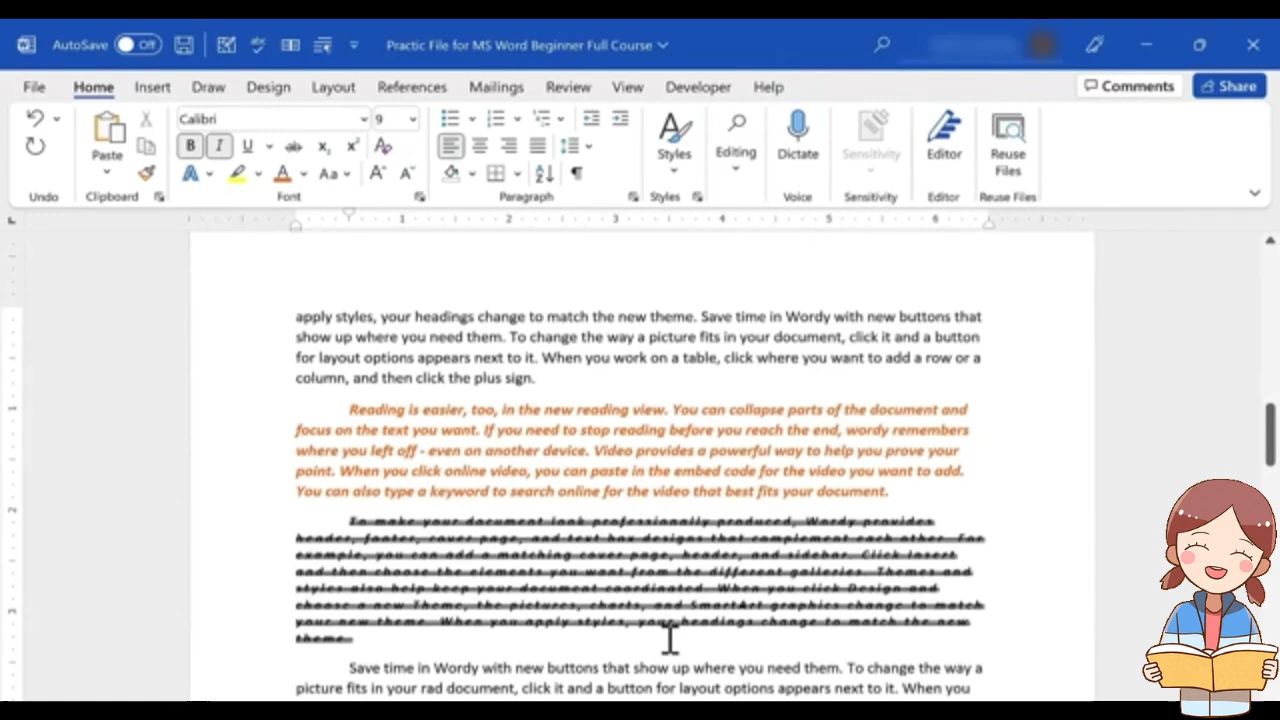 AutoSave Off Practic File for MS Word Beginner Full Course
File Home Insert Draw Design Layout References Mailings Review View Developer Help Comments Share
Calibri 9
Paste Styles Editing Dictate Sensitivity Editor Reuse Files
B I U ab x₂ x² A
A A Aa A A
Undo Clipboard Font Paragraph Styles Voice Sensitivity Editor Reuse Files
1 2 3 4 5 6
apply styles, your headings change to match the new theme. Save time in Wordy with new buttons that
show up where you need them. To change the way a picture fits in your document, click it and a button
for layout options appears next to it. When you work on a table, click where you want to add a row or a
column, and then click the plus sign.
Reading is easier, too, in the new reading view. You can collapse parts of the document and
focus on the text you want. If you need to stop reading before you reach the end, wordy remembers
where you left off - even on another device. Video provides a powerful way to help you prove your
point. When you click online video, you can paste in the embed code for the video you want to add.
You can also type a keyword to search online for the video that best fits your document.
To make your document look professionally produced, Wordy provides
header, footer, cover page, and text box designs that complement each other. For
example, you can add a matching cover page, header, and sidebar. Click Insert
and then choose the elements you want from the different galleries. Themes and
styles also help keep your document coordinated. When you click Design and
choose a new Theme, the pictures, charts, and SmartArt graphics change to match
your new theme. When you apply styles, your headings change to match the new
theme.
Save time in Wordy with new buttons that show up where you need them. To change the way a
picture fits in your rad document, click it and a button for layout options appears next to it. When you